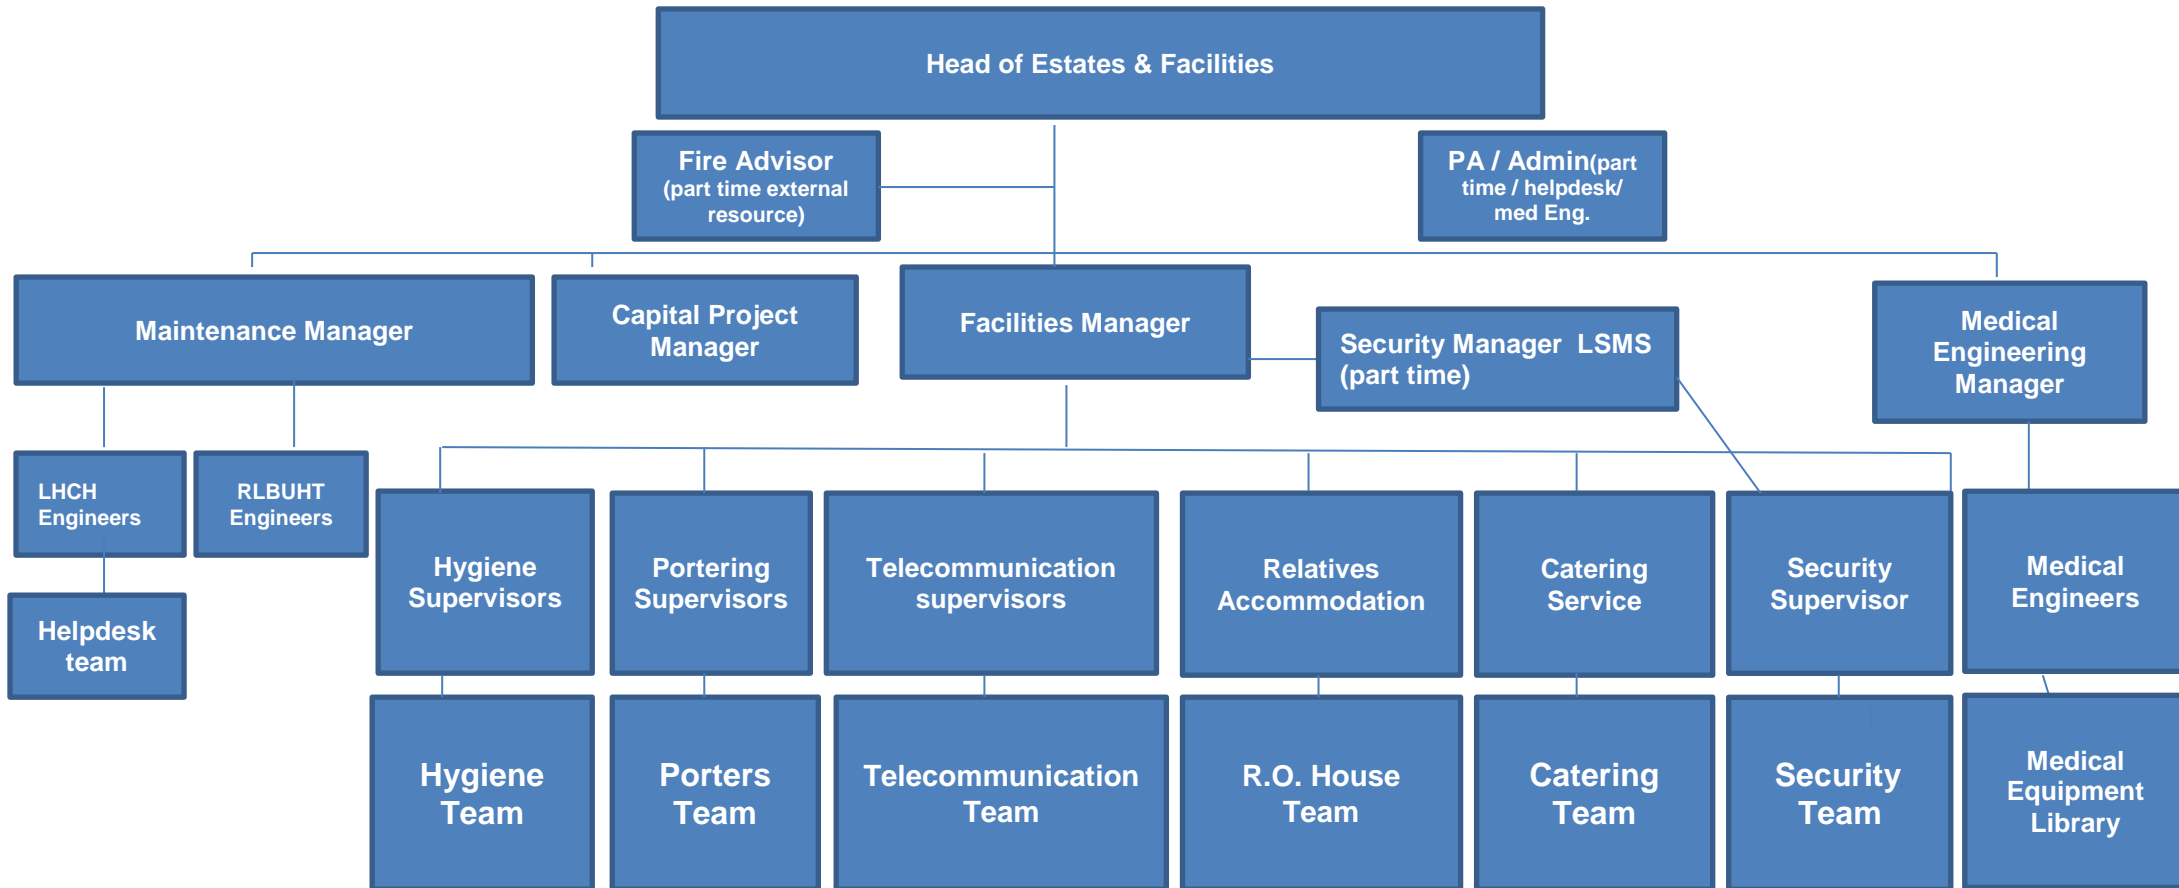 Head of Estates & Facilities
Fire Advisor
(part time external
resource)
PA / Admin(part
time / helpdesk/
med Eng.
Maintenance Manager
Capital Project
Manager
Facilities Manager
Security Manager  LSMS
(part time)
Medical
Engineering
Manager
LHCH
Engineers
RLBUHT
Engineers
Helpdesk
team
Hygiene
Supervisors
Portering
Supervisors
Telecommunication
supervisors
Relatives
Accommodation
Catering
Service
Security
Supervisor
Medical
Engineers
Hygiene
Team
Porters
Team
Telecommunication
Team
R.O. House
Team
Catering
Team
Security
Team
Medical
Equipment
Library